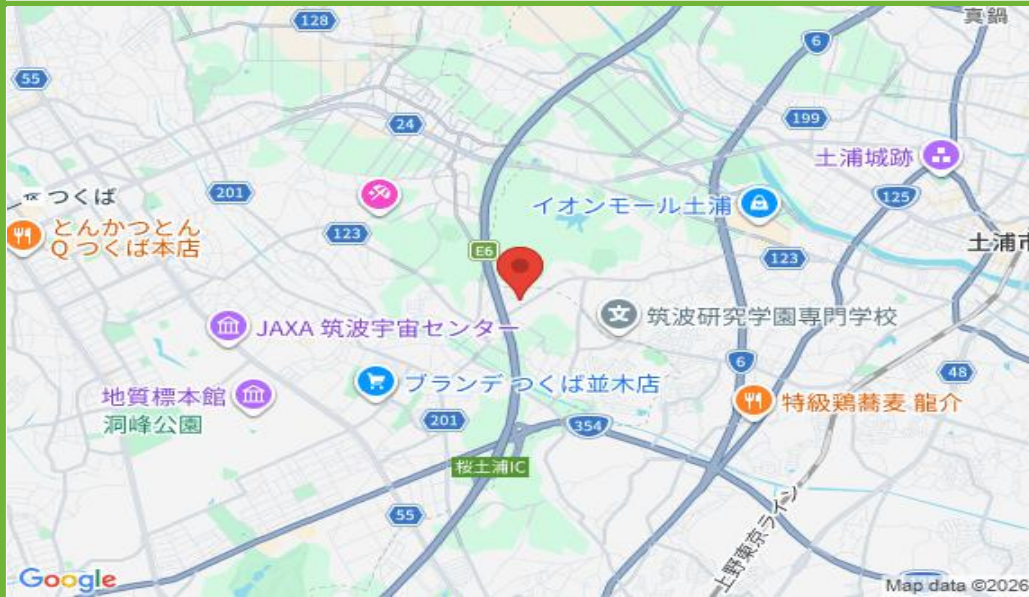 128
真鍋
6
55
199
24
土浦城跡
つくば
201
イオンモール土浦
125
とんかつとん
Q つくば本店
123
E6
123
土浦市
JAXA 筑波宇宙センター
筑波研究学園専門学校
6
48
地質標本館
ブランデ つくば並木店
特級鶏蕎麦 龍介
洞峰公園
201
354
桜土浦IC
55
上野東京ライン
Google
Map data ©2026